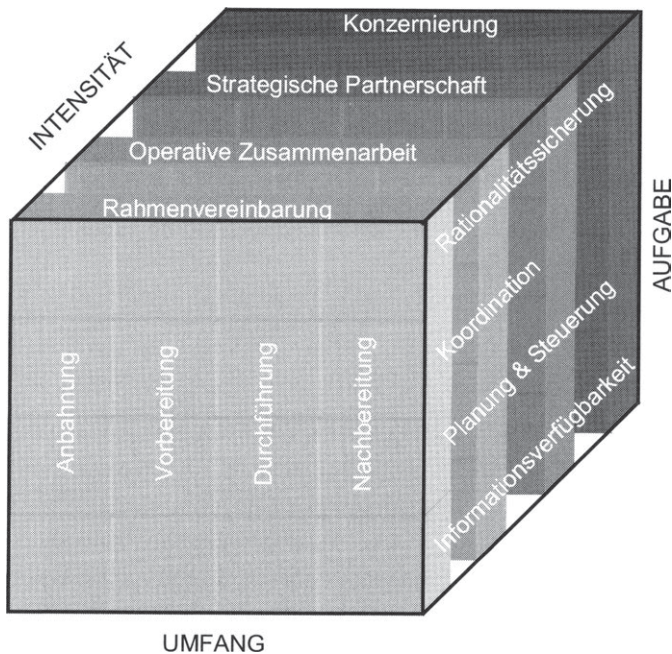 Konzernierung
INTENSITÄT
Strategische Partnerschaft
Operative Zusammenarbeit
Rahmenvereinbarung
Rationalitätssicherung
Koordination
Planung & Steuerung
Informationsverfügbarkeit
AUFGABE
Anbahnung
Vorbereitung
Durchführung
Nachbereitung
UMFANG